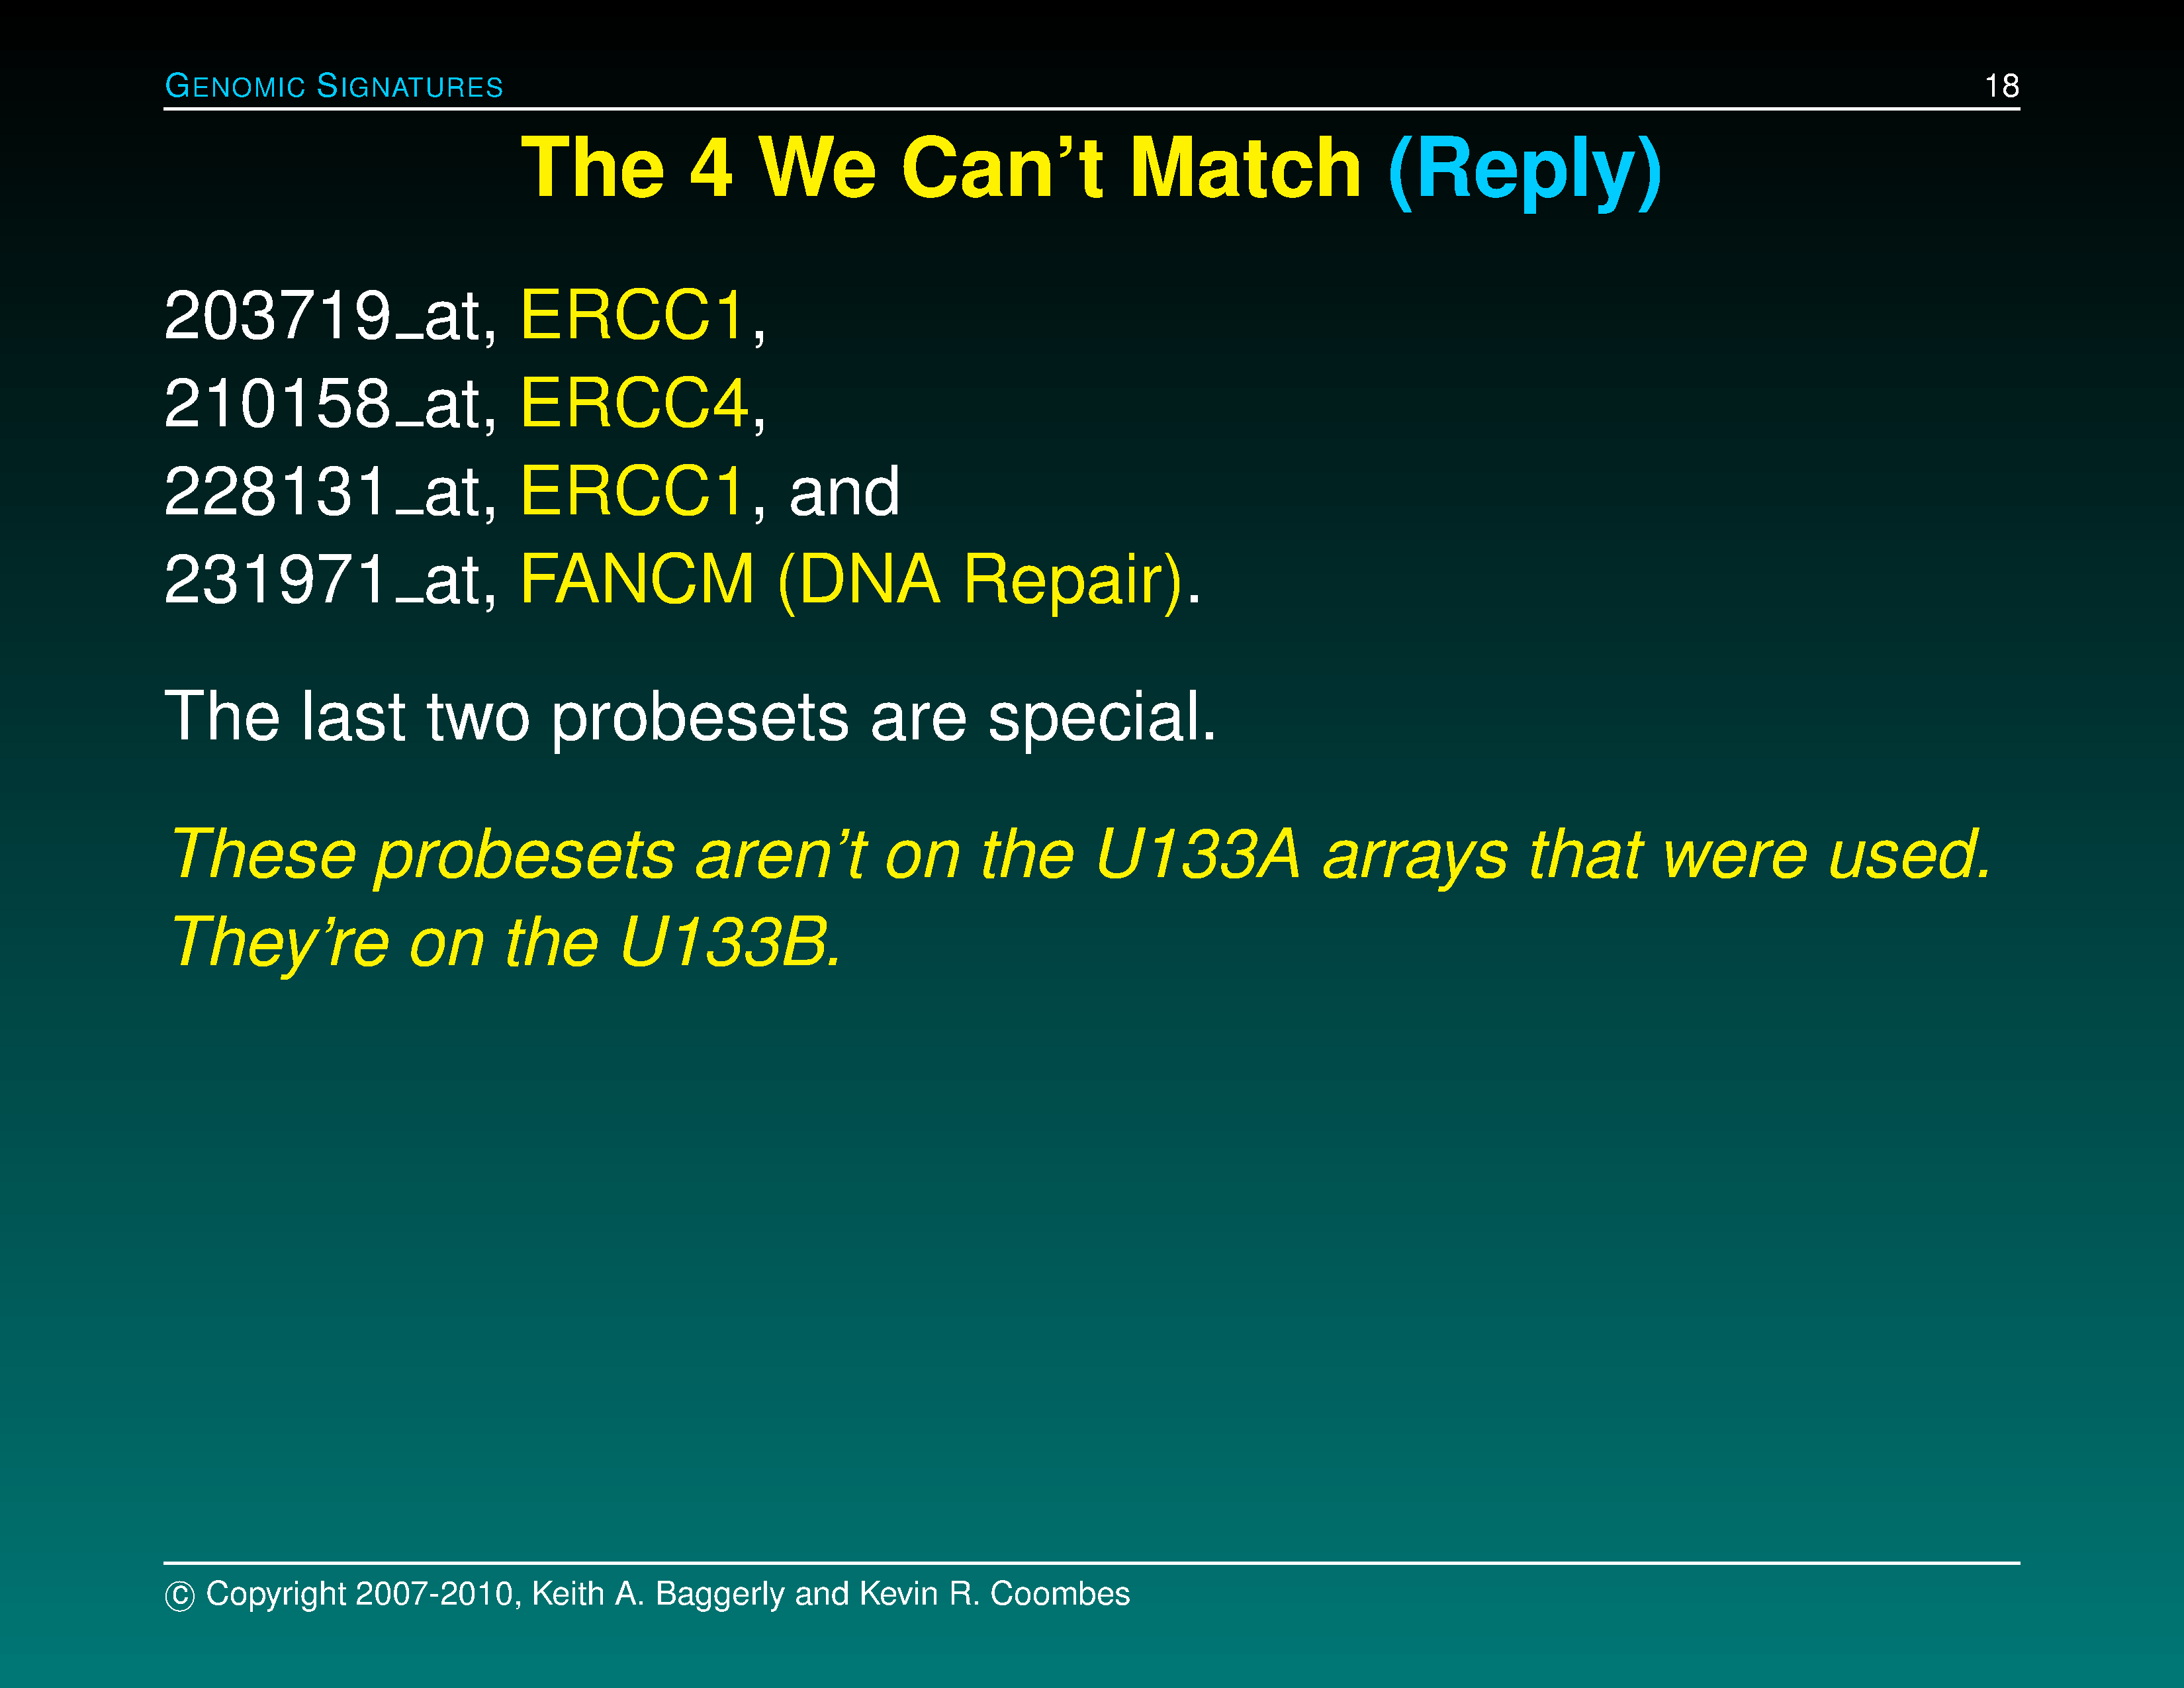 GENOMIC SIGNATURES 18
The 4 We Can't Match (Reply)
203719_at, ERCC1,
210158_at, ERCC4,
228131_at, ERCC1, and
231971_at, FANCM (DNA Repair).
The last two probesets are special.
These probesets aren't on the U133A arrays that were used.
They're on the U133B.
© Copyright 2007-2010, Keith A. Baggerly and Kevin R. Coombes